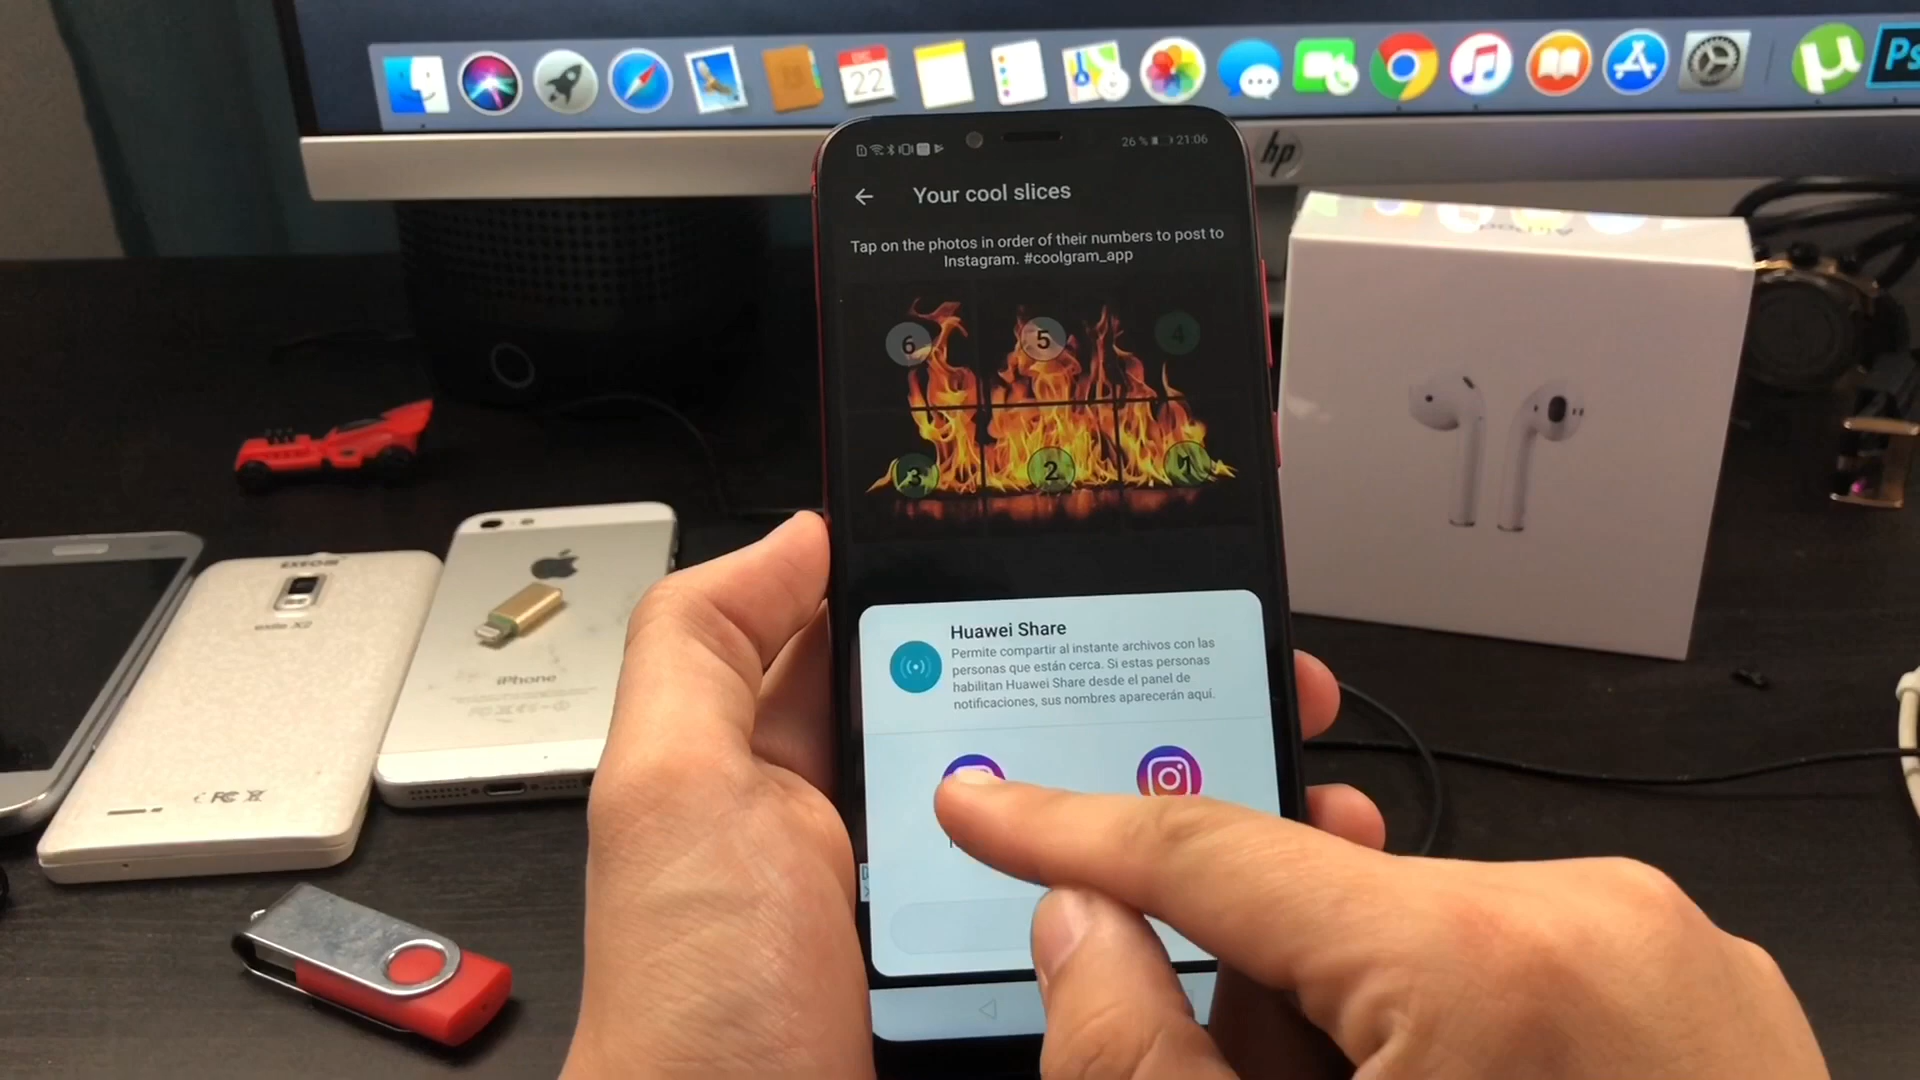 22
Ps
hp
26 % 21:06
Your cool slices
Tap on the photos in order of their numbers to post to
Instagram. #coolgram_app
6
5
4
3
2
1
Huawei Share
Permite compartir al instante archivos con las
personas que están cerca. Si estas personas
habilitan Huawei Share desde el panel de
notificaciones, sus nombres aparecerán aquí.
AirPods
iPhone
FC